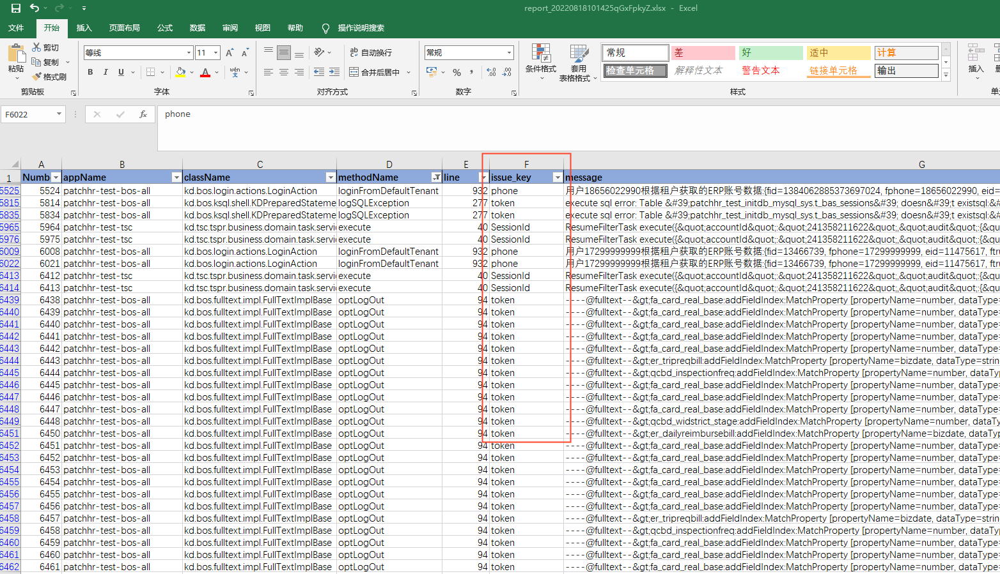 report_20220818101425qGxFpkyZ.xlsx - Excel
文件 开始 插入 页面布局 公式 数据 审阅 视图 帮助 操作说明搜索
粘贴 剪切 复制 格式刷 剪贴板
等线 11 A A B I U A wén 文 字体
ab 自动换行 合并后居中 对齐方式
常规 % , .00 数字
条件格式 套用 表格格式
常规 差 好 适中 计算
检查单元格 解释性文本 警告文本 链接单元格 输出
样式
插入
F6022 fx phone
A B C D E F G
1 Numb appName className methodName line issue_key message
5525 5524 patchhr-test-bos-all kd.bos.login.actions.LoginAction loginFromDefaultTenant 932 phone 用户18656022990根据租户获取的ERP账号数据:{fid=1384062885373697024, fphone=18656022990, eid=
5815 5814 patchhr-test-bos-all kd.bos.ksql.shell.KDPreparedStateme logSQLException 277 token execute sql error: Table &#39;patchhr_test_initdb_mysql_sys.t_bas_sessions&#39; doesn&#39;t existsql:&#
5835 5834 patchhr-test-bos-all kd.bos.ksql.shell.KDPreparedStateme logSQLException 277 token execute sql error: Table &#39;patchhr_test_initdb_mysql_sys.t_bas_sessions&#39; doesn&#39;t existsql:&#
5965 5964 patchhr-test-tsc kd.tsc.tspr.business.domain.task.servi execute 40 SessionId ResumeFilterTask execute({&quot;accountId&quot;:&quot;241358211622&quot;,&quot;audit&quot;:{&
5976 5975 patchhr-test-tsc kd.tsc.tspr.business.domain.task.servi execute 40 SessionId ResumeFilterTask execute({&quot;accountId&quot;:&quot;241358211622&quot;,&quot;audit&quot;:{&
6009 6008 patchhr-test-bos-all kd.bos.login.actions.LoginAction loginFromDefaultTenant 932 phone 用户17299999999根据租户获取的ERP账号数据:{fid=13466739, fphone=17299999999, eid=11475617, ftru
6022 6021 patchhr-test-bos-all kd.bos.login.actions.LoginAction loginFromDefaultTenant 932 phone 用户17299999999根据租户获取的ERP账号数据:{fid=13466739, fphone=17299999999, eid=11475617, ftru
6413 6412 patchhr-test-tsc kd.tsc.tspr.business.domain.task.servi execute 40 SessionId ResumeFilterTask execute({&quot;accountId&quot;:&quot;241358211622&quot;,&quot;audit&quot;:{&
6414 6413 patchhr-test-tsc kd.tsc.tspr.business.domain.task.servi execute 40 SessionId ResumeFilterTask execute({&quot;accountId&quot;:&quot;241358211622&quot;,&quot;audit&quot;:{&
6439 6438 patchhr-test-bos-all kd.bos.fulltext.impl.FullTextImplBase optLogOut 94 token ----@fulltext--&gt;fa_card_real_base:addFieldIndex:MatchProperty [propertyName=number, dataType=
6440 6439 patchhr-test-bos-all kd.bos.fulltext.impl.FullTextImplBase optLogOut 94 token ----@fulltext--&gt;fa_card_real_base:addFieldIndex:MatchProperty [propertyName=number, dataType=
6441 6440 patchhr-test-bos-all kd.bos.fulltext.impl.FullTextImplBase optLogOut 94 token ----@fulltext--&gt;fa_card_real_base:addFieldIndex:MatchProperty [propertyName=number, dataType=
6442 6441 patchhr-test-bos-all kd.bos.fulltext.impl.FullTextImplBase optLogOut 94 token ----@fulltext--&gt;fa_card_real_base:addFieldIndex:MatchProperty [propertyName=number, dataType=
6443 6442 patchhr-test-bos-all kd.bos.fulltext.impl.FullTextImplBase optLogOut 94 token ----@fulltext--&gt;fa_card_real_base:addFieldIndex:MatchProperty [propertyName=number, dataType=
6444 6443 patchhr-test-bos-all kd.bos.fulltext.impl.FullTextImplBase optLogOut 94 token ----@fulltext--&gt;er_tripreqbill:addFieldIndex:MatchProperty [propertyName=bizdate, dataType=strin
6445 6444 patchhr-test-bos-all kd.bos.fulltext.impl.FullTextImplBase optLogOut 94 token ----@fulltext--&gt;qcbd_inspectionfreq:addFieldIndex:MatchProperty [propertyName=number, dataTyp
6446 6445 patchhr-test-bos-all kd.bos.fulltext.impl.FullTextImplBase optLogOut 94 token ----@fulltext--&gt;fa_card_real_base:addFieldIndex:MatchProperty [propertyName=number, dataType=
6447 6446 patchhr-test-bos-all kd.bos.fulltext.impl.FullTextImplBase optLogOut 94 token ----@fulltext--&gt;fa_card_real_base:addFieldIndex:MatchProperty [propertyName=number, dataType=
6448 6447 patchhr-test-bos-all kd.bos.fulltext.impl.FullTextImplBase optLogOut 94 token ----@fulltext--&gt;fa_card_real_base:addFieldIndex:MatchProperty [propertyName=number, dataType=
6449 6448 patchhr-test-bos-all kd.bos.fulltext.impl.FullTextImplBase optLogOut 94 token ----@fulltext--&gt;qcbd_widstrict_stage:addFieldIndex:MatchProperty [propertyName=number, dataTy
6451 6450 patchhr-test-bos-all kd.bos.fulltext.impl.FullTextImplBase optLogOut 94 token ----@fulltext--&gt;er_dailyreimbursebill:addFieldIndex:MatchProperty [propertyName=bizdate, dataTyp
6452 6451 patchhr-test-bos-all kd.bos.fulltext.impl.FullTextImplBase optLogOut 94 token ----@fulltext--&gt;fa_card_real_base:addFieldIndex:MatchProperty [propertyName=number, dataType=
6453 6452 patchhr-test-bos-all kd.bos.fulltext.impl.FullTextImplBase optLogOut 94 token ----@fulltext--&gt;fa_card_real_base:addFieldIndex:MatchProperty [propertyName=number, dataType=
6454 6453 patchhr-test-bos-all kd.bos.fulltext.impl.FullTextImplBase optLogOut 94 token ----@fulltext--&gt;fa_card_real_base:addFieldIndex:MatchProperty [propertyName=number, dataType=
6455 6454 patchhr-test-bos-all kd.bos.fulltext.impl.FullTextImplBase optLogOut 94 token ----@fulltext--&gt;fa_card_real_base:addFieldIndex:MatchProperty [propertyName=number, dataType=
6456 6455 patchhr-test-bos-all kd.bos.fulltext.impl.FullTextImplBase optLogOut 94 token ----@fulltext--&gt;fa_card_real_base:addFieldIndex:MatchProperty [propertyName=number, dataType=
6457 6456 patchhr-test-bos-all kd.bos.fulltext.impl.FullTextImplBase optLogOut 94 token ----@fulltext--&gt;fa_card_real_base:addFieldIndex:MatchProperty [propertyName=number, dataType=
6458 6457 patchhr-test-bos-all kd.bos.fulltext.impl.FullTextImplBase optLogOut 94 token ----@fulltext--&gt;er_tripreqbill:addFieldIndex:MatchProperty [propertyName=bizdate, dataType=strin
6459 6458 patchhr-test-bos-all kd.bos.fulltext.impl.FullTextImplBase optLogOut 94 token ----@fulltext--&gt;qcbd_inspectionfreq:addFieldIndex:MatchProperty [propertyName=number, dataTyp
6460 6459 patchhr-test-bos-all kd.bos.fulltext.impl.FullTextImplBase optLogOut 94 token ----@fulltext--&gt;fa_card_real_base:addFieldIndex:MatchProperty [propertyName=number, dataType=
6461 6460 patchhr-test-bos-all kd.bos.fulltext.impl.FullTextImplBase optLogOut 94 token ----@fulltext--&gt;fa_card_real_base:addFieldIndex:MatchProperty [propertyName=number, dataType=
6462 6461 patchhr-test-bos-all kd.bos.fulltext.impl.FullTextImplBase optLogOut 94 token ----@fulltext--&gt;fa_card_real_base:addFieldIndex:MatchProperty [propertyName=number, dataType=